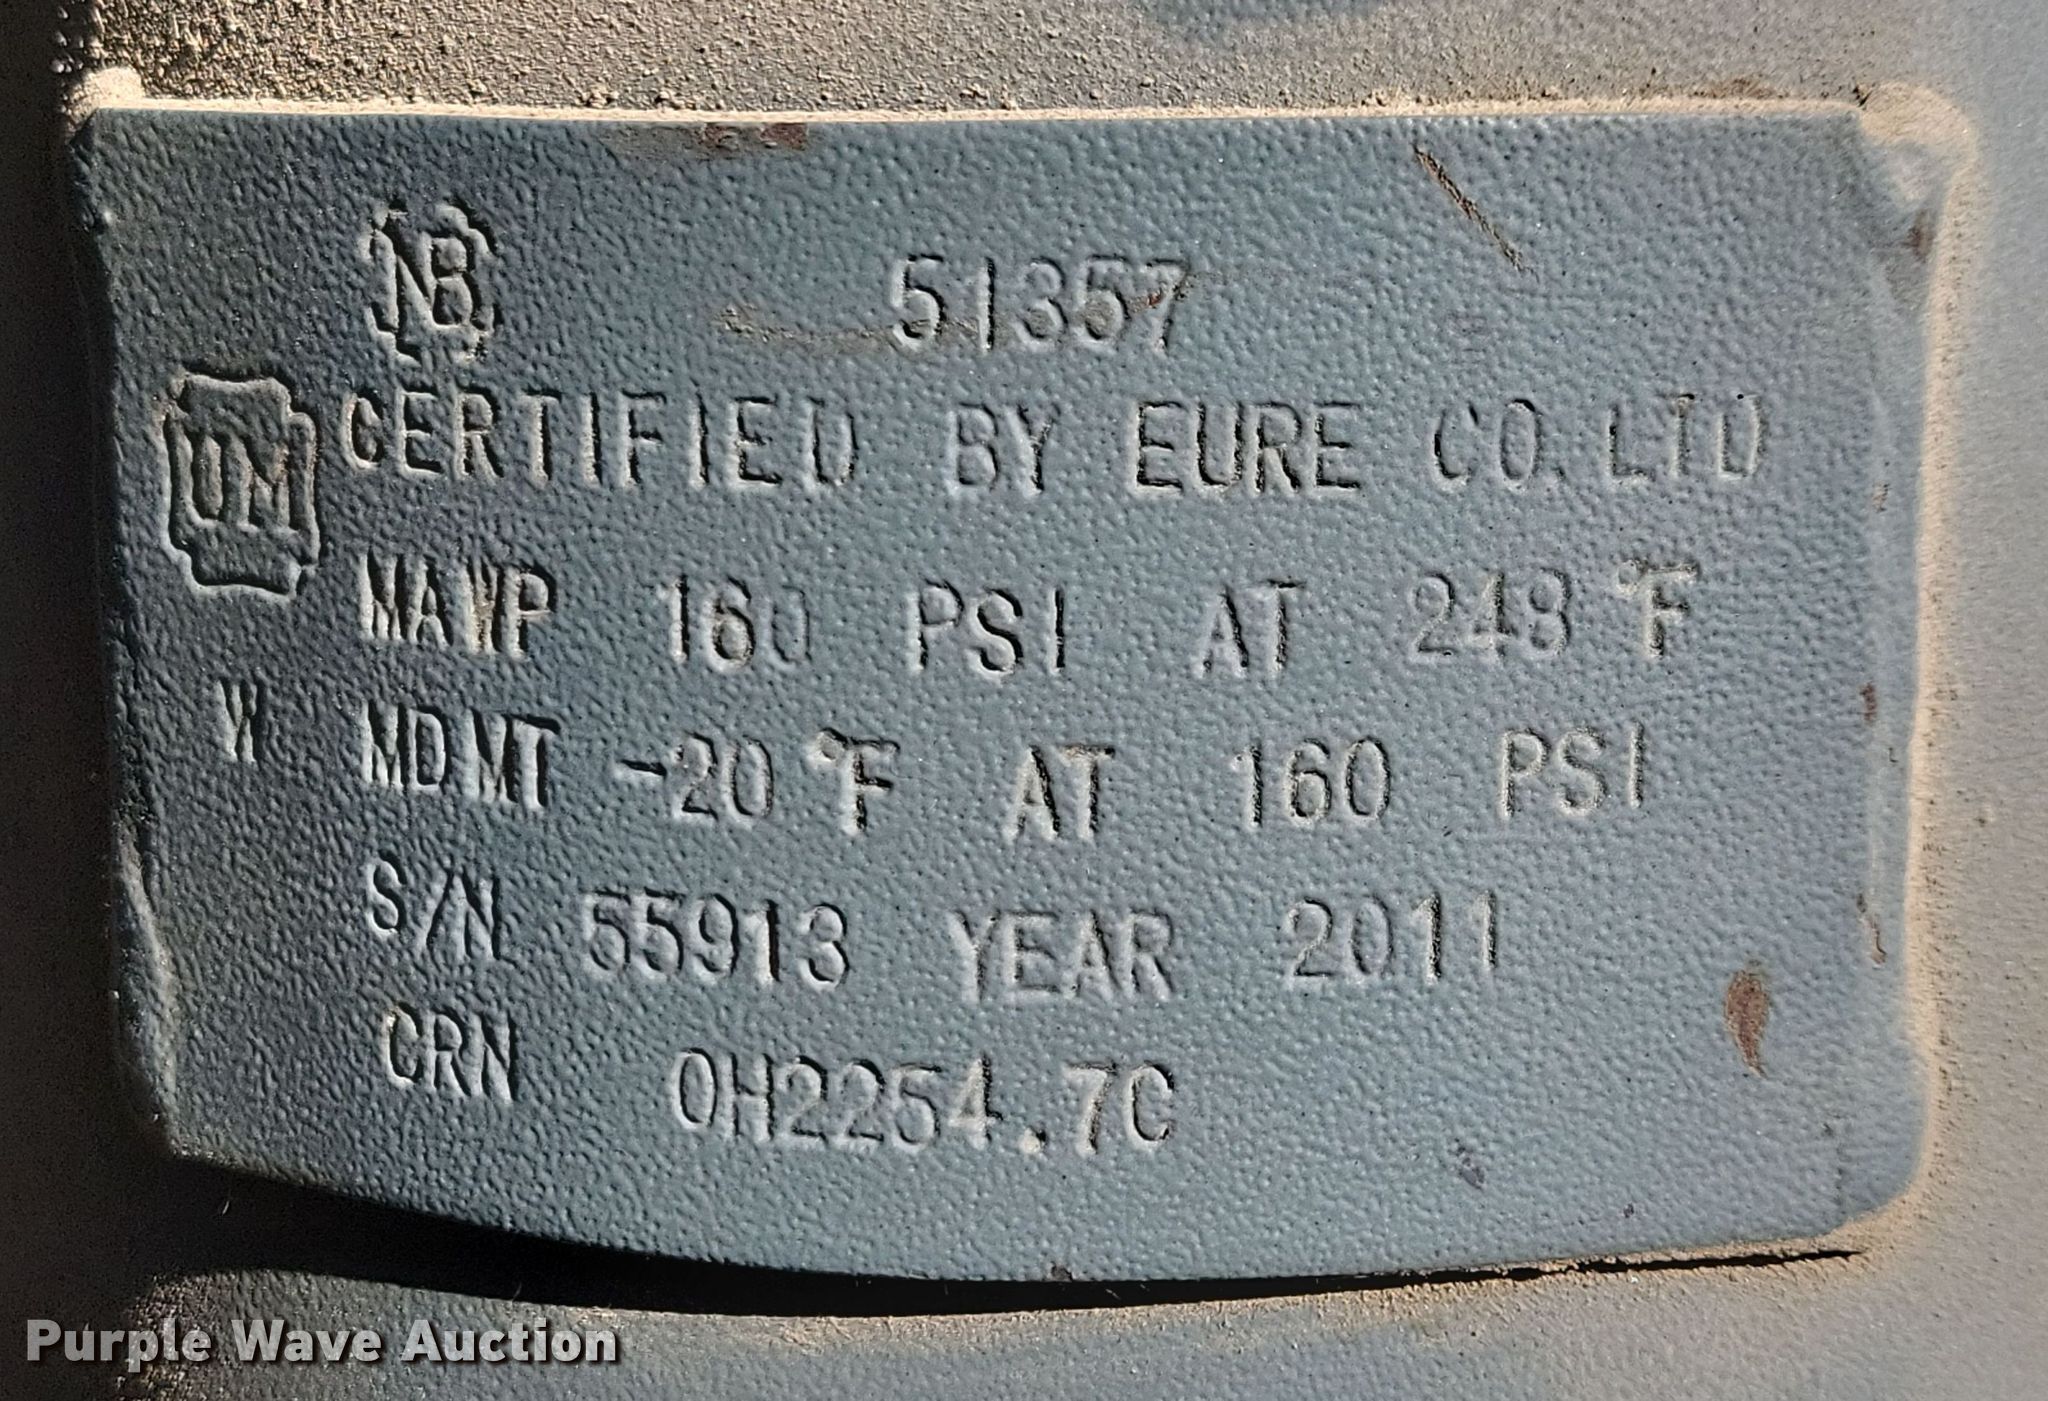 NB 51357
UM CERTIFIED BY EURE CO. LTD
MAWP 160 PSI AT 248 °F
W MDMT -20 °F AT 160 PSI
S/N 55913 YEAR 2011
CRN 0H2254.7C
Purple Wave Auction